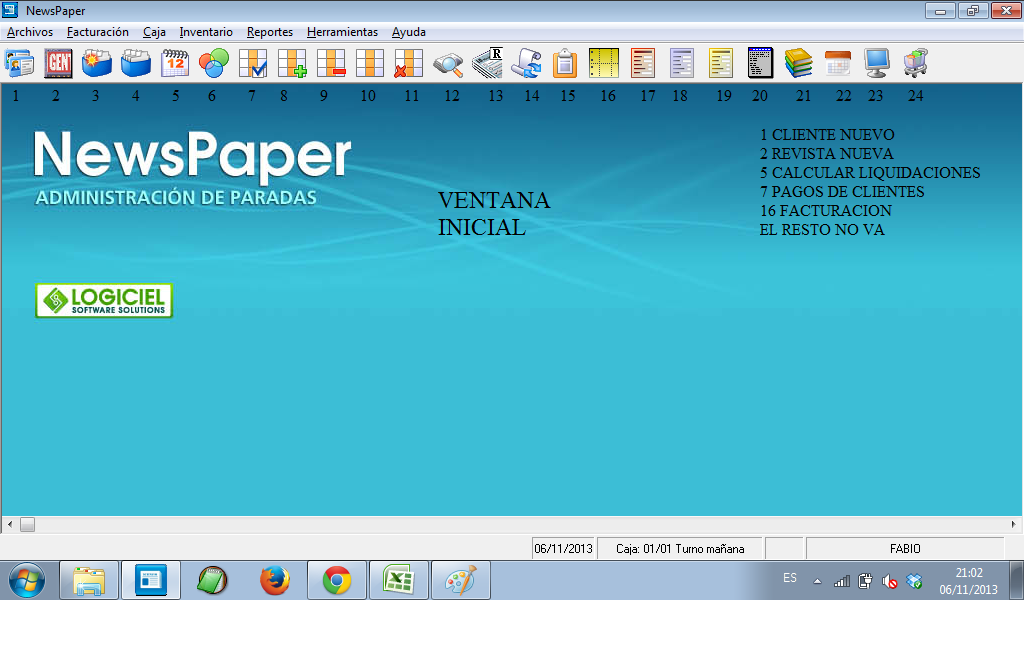 NewsPaper
Archivos Facturación Caja Inventario Reportes Herramientas Ayuda
GEN 12 R
1 2 3 4 5 6 7 8 9 10 11 12 13 14 15 16 17 18 19 20 21 22 23 24
NewsPaper
ADMINISTRACIÓN DE PARADAS
VENTANA
INICIAL
1 CLIENTE NUEVO
2 REVISTA NUEVA
5 CALCULAR LIQUIDACIONES
7 PAGOS DE CLIENTES
16 FACTURACION
EL RESTO NO VA
LOGICIEL
SOFTWARE SOLUTIONS
06/11/2013 Caja: 01/01 Turno mañana FABIO
ES 21:02
06/11/2013